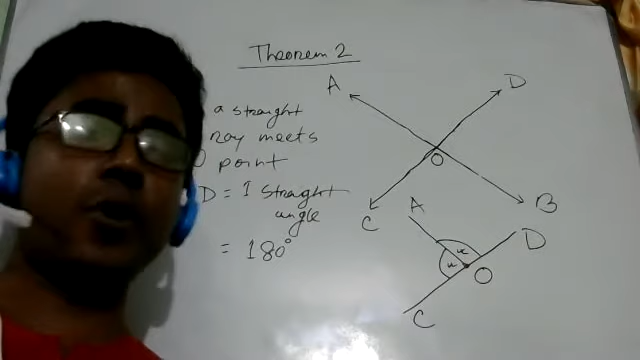 Theorem 2
a straight
ray meets
point
D = 1 straight
angle
= 180°
A
D
O
C
B
A
D
x
x
O
C